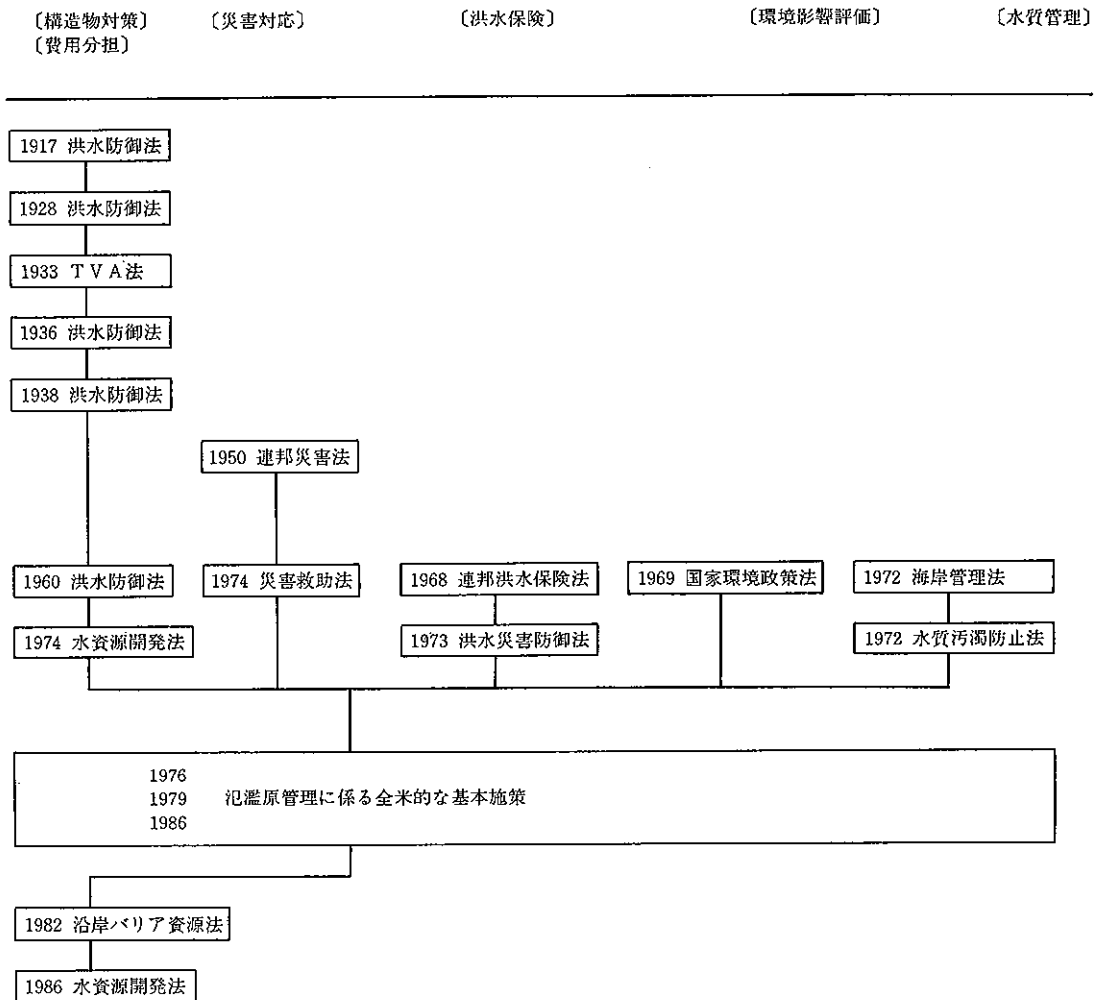 〔構造物対策〕 〔災害対応〕 〔洪水保険〕 〔環境影響評価〕 〔水質管理〕
〔費用分担〕
1917 洪水防御法
1928 洪水防御法
1933 TVA法
1936 洪水防御法
1938 洪水防御法
1950 連邦災害法
1960 洪水防御法 1974 災害救助法 1968 連邦洪水保険法 1969 国家環境政策法 1972 海岸管理法
1974 水資源開発法 1973 洪水災害防御法 1972 水質汚濁防止法
1976
1979 氾濫原管理に係る全米的な基本施策
1986
1982 沿岸バリア資源法
1986 水資源開発法